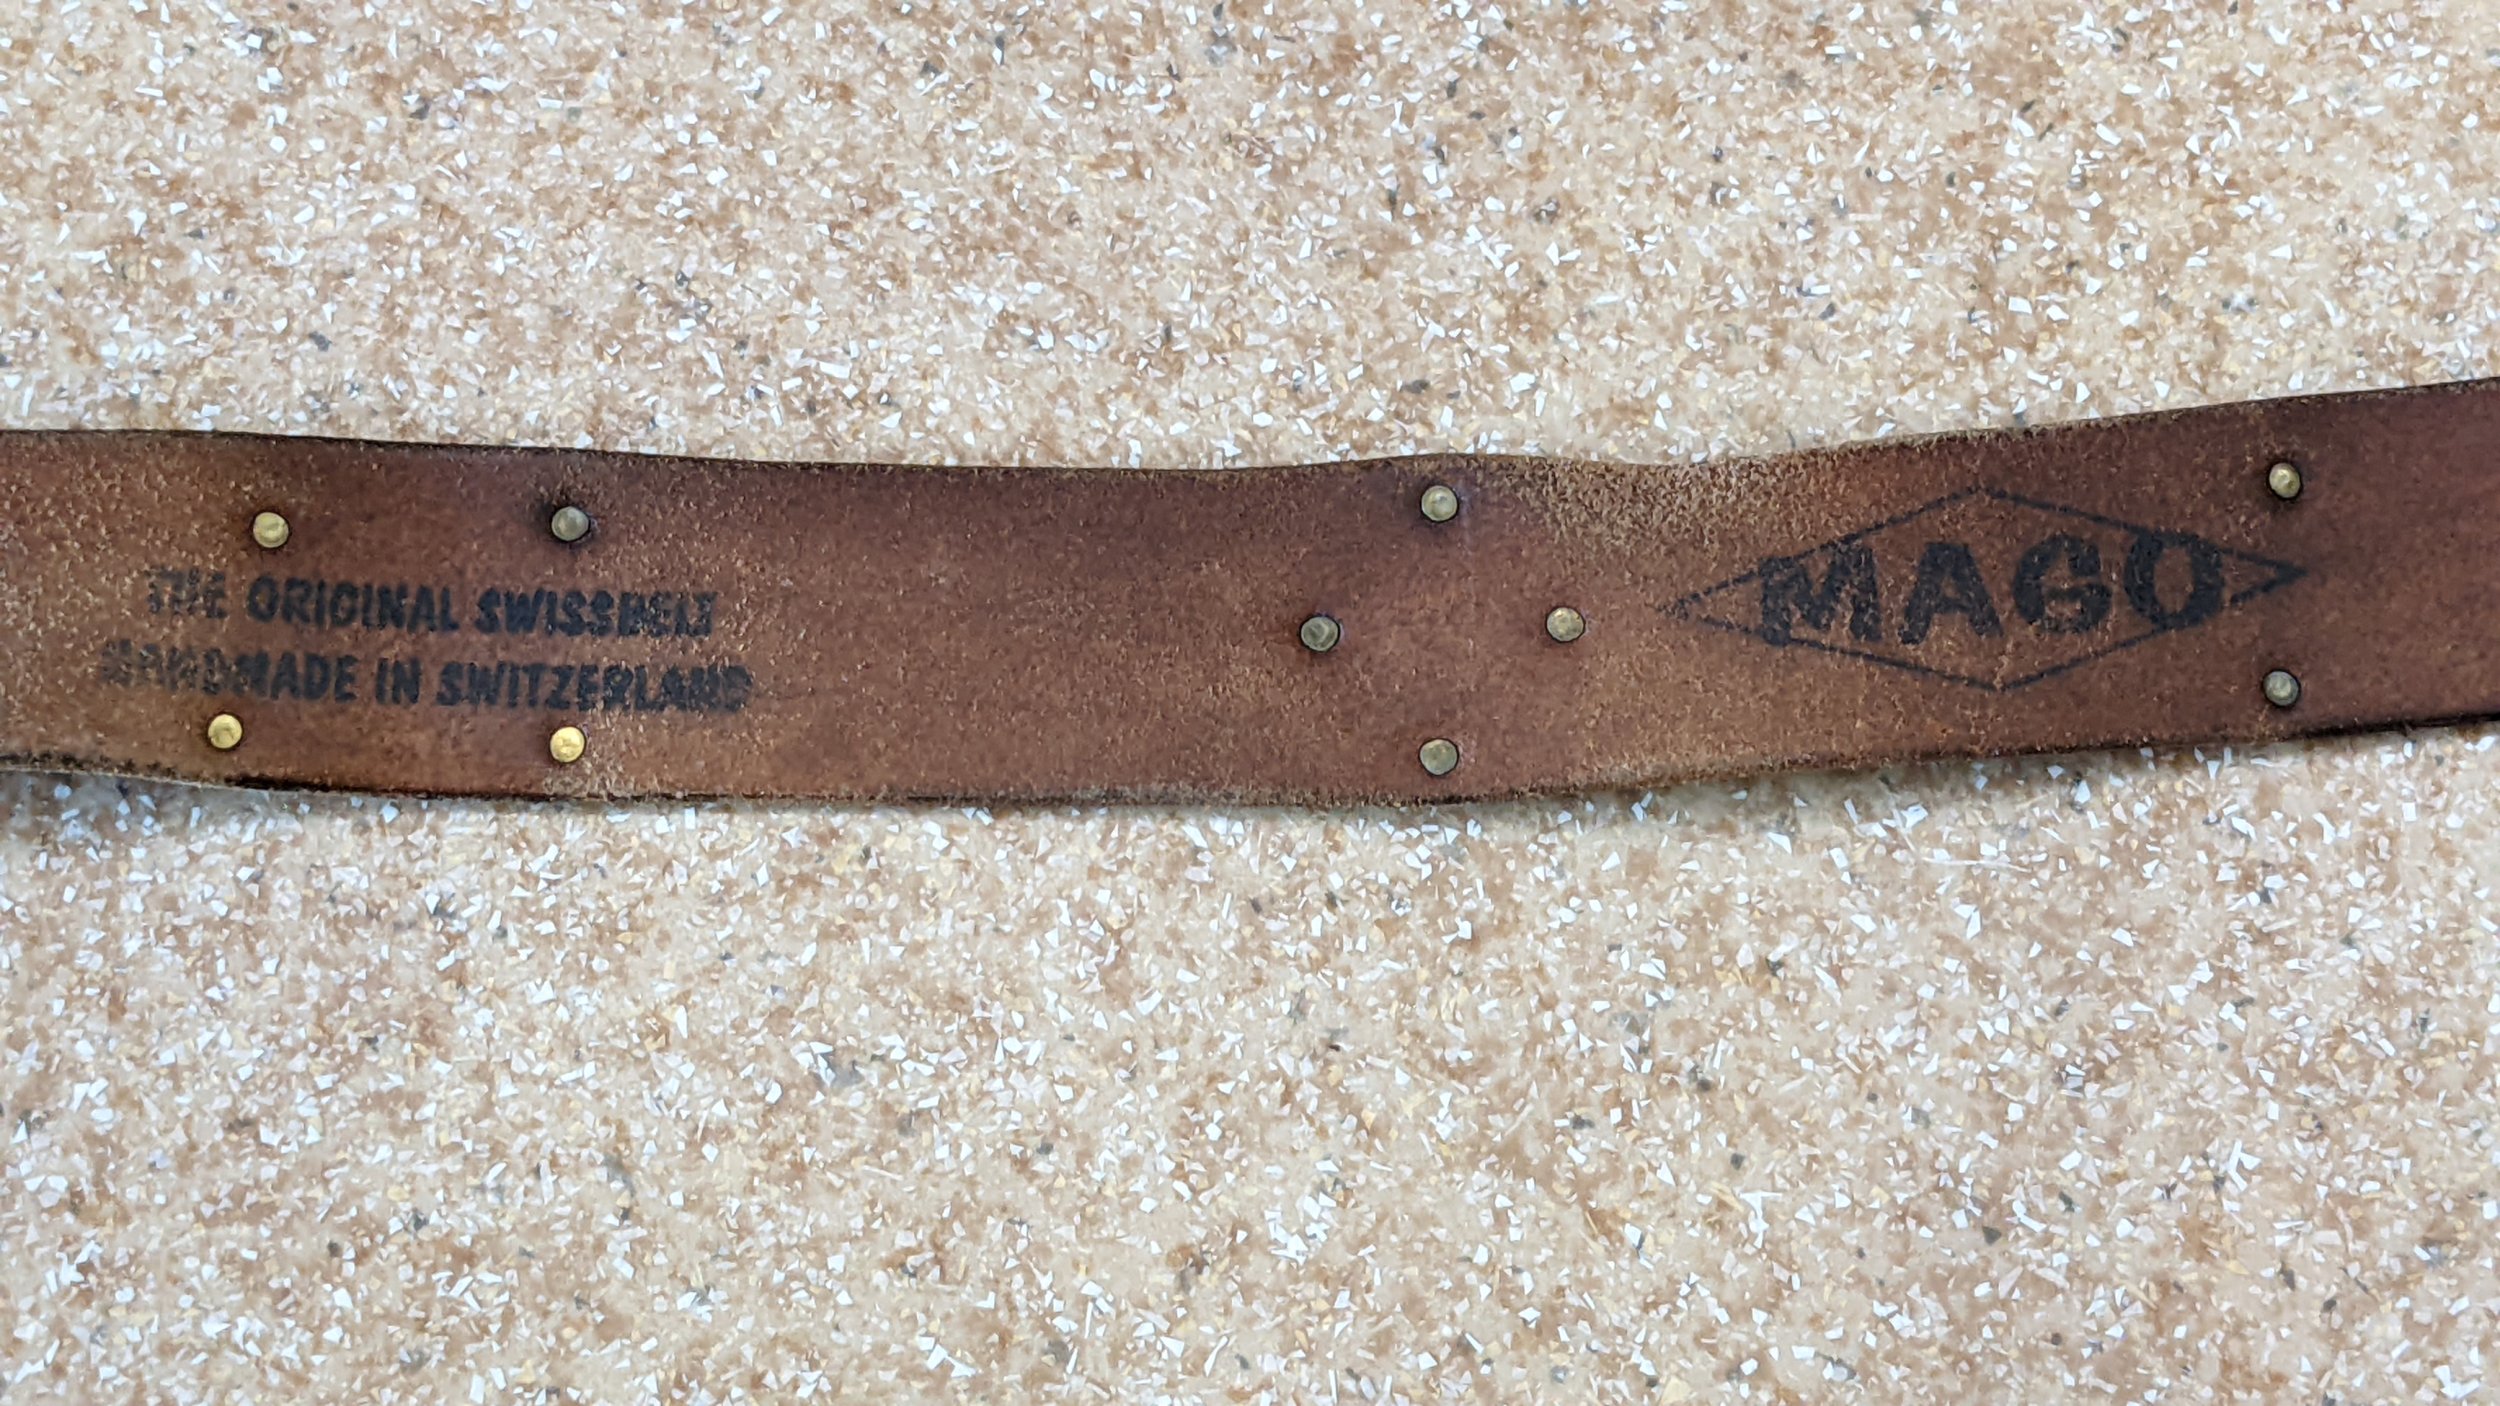 THE ORIGINAL SWISSBELT
HANDMADE IN SWITZERLAND
MAGO